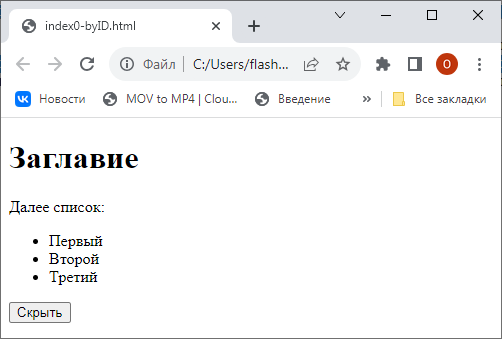 index0-byID.html
Файл C:/Users/flash... O
Новости MOV to MP4 | Clou... Введение » Все закладки
Заглавие
Далее список:
Первый
Второй
Третий
Скрыть